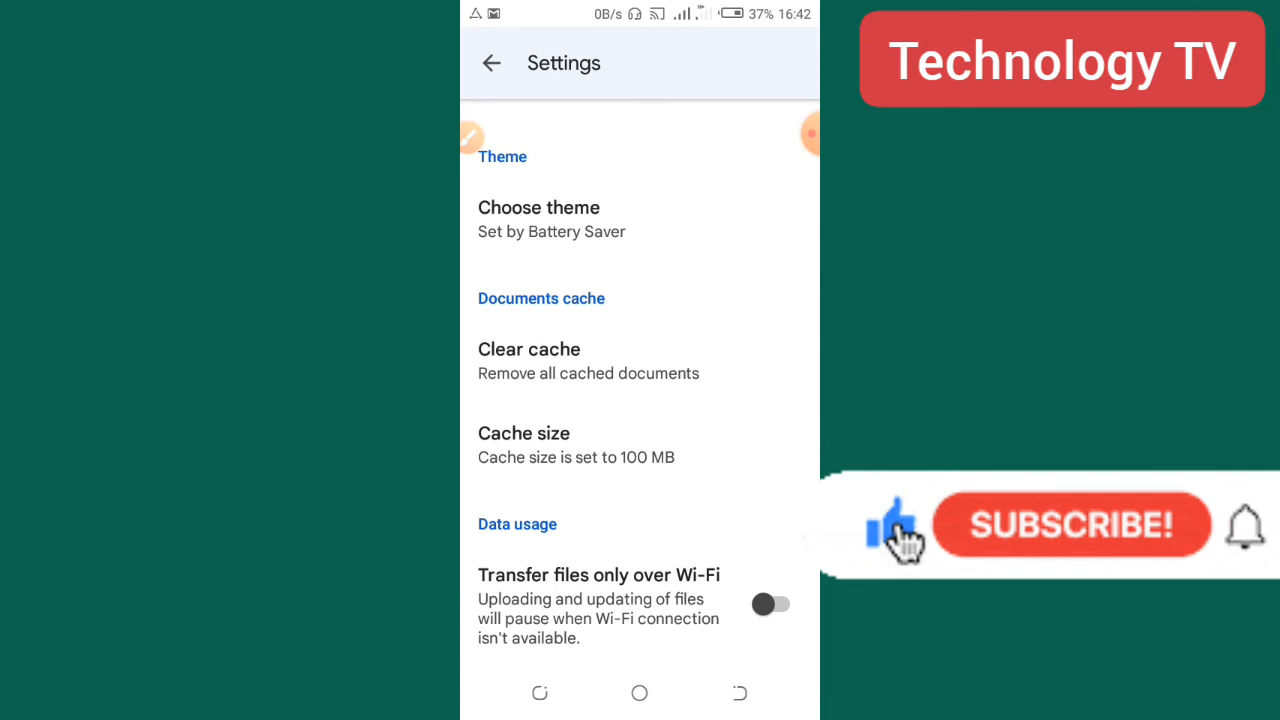 0B/s 37% 16:42
Technology TV
Settings
Theme
Choose theme
Set by Battery Saver
Documents cache
Clear cache
Remove all cached documents
Cache size
Cache size is set to 100 MB
Data usage
Transfer files only over Wi-Fi
Uploading and updating of files
will pause when Wi-Fi connection
isn't available.
SUBSCRIBE!